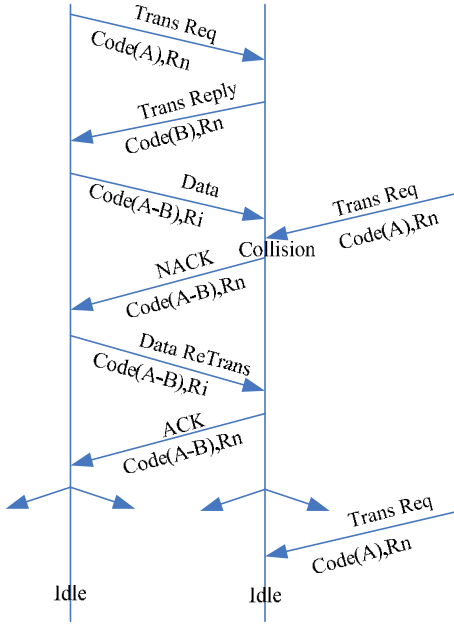 Trans Req
Code(A),Rn
Trans Reply
Code(B),Rn
Data
Code(A-B),Ri
Trans Req
Code(A),Rn
Collision
NACK
Code(A-B),Rn
Data ReTrans
Code(A-B),Ri
ACK
Code(A-B),Rn
Trans Req
Code(A),Rn
Idle
Idle